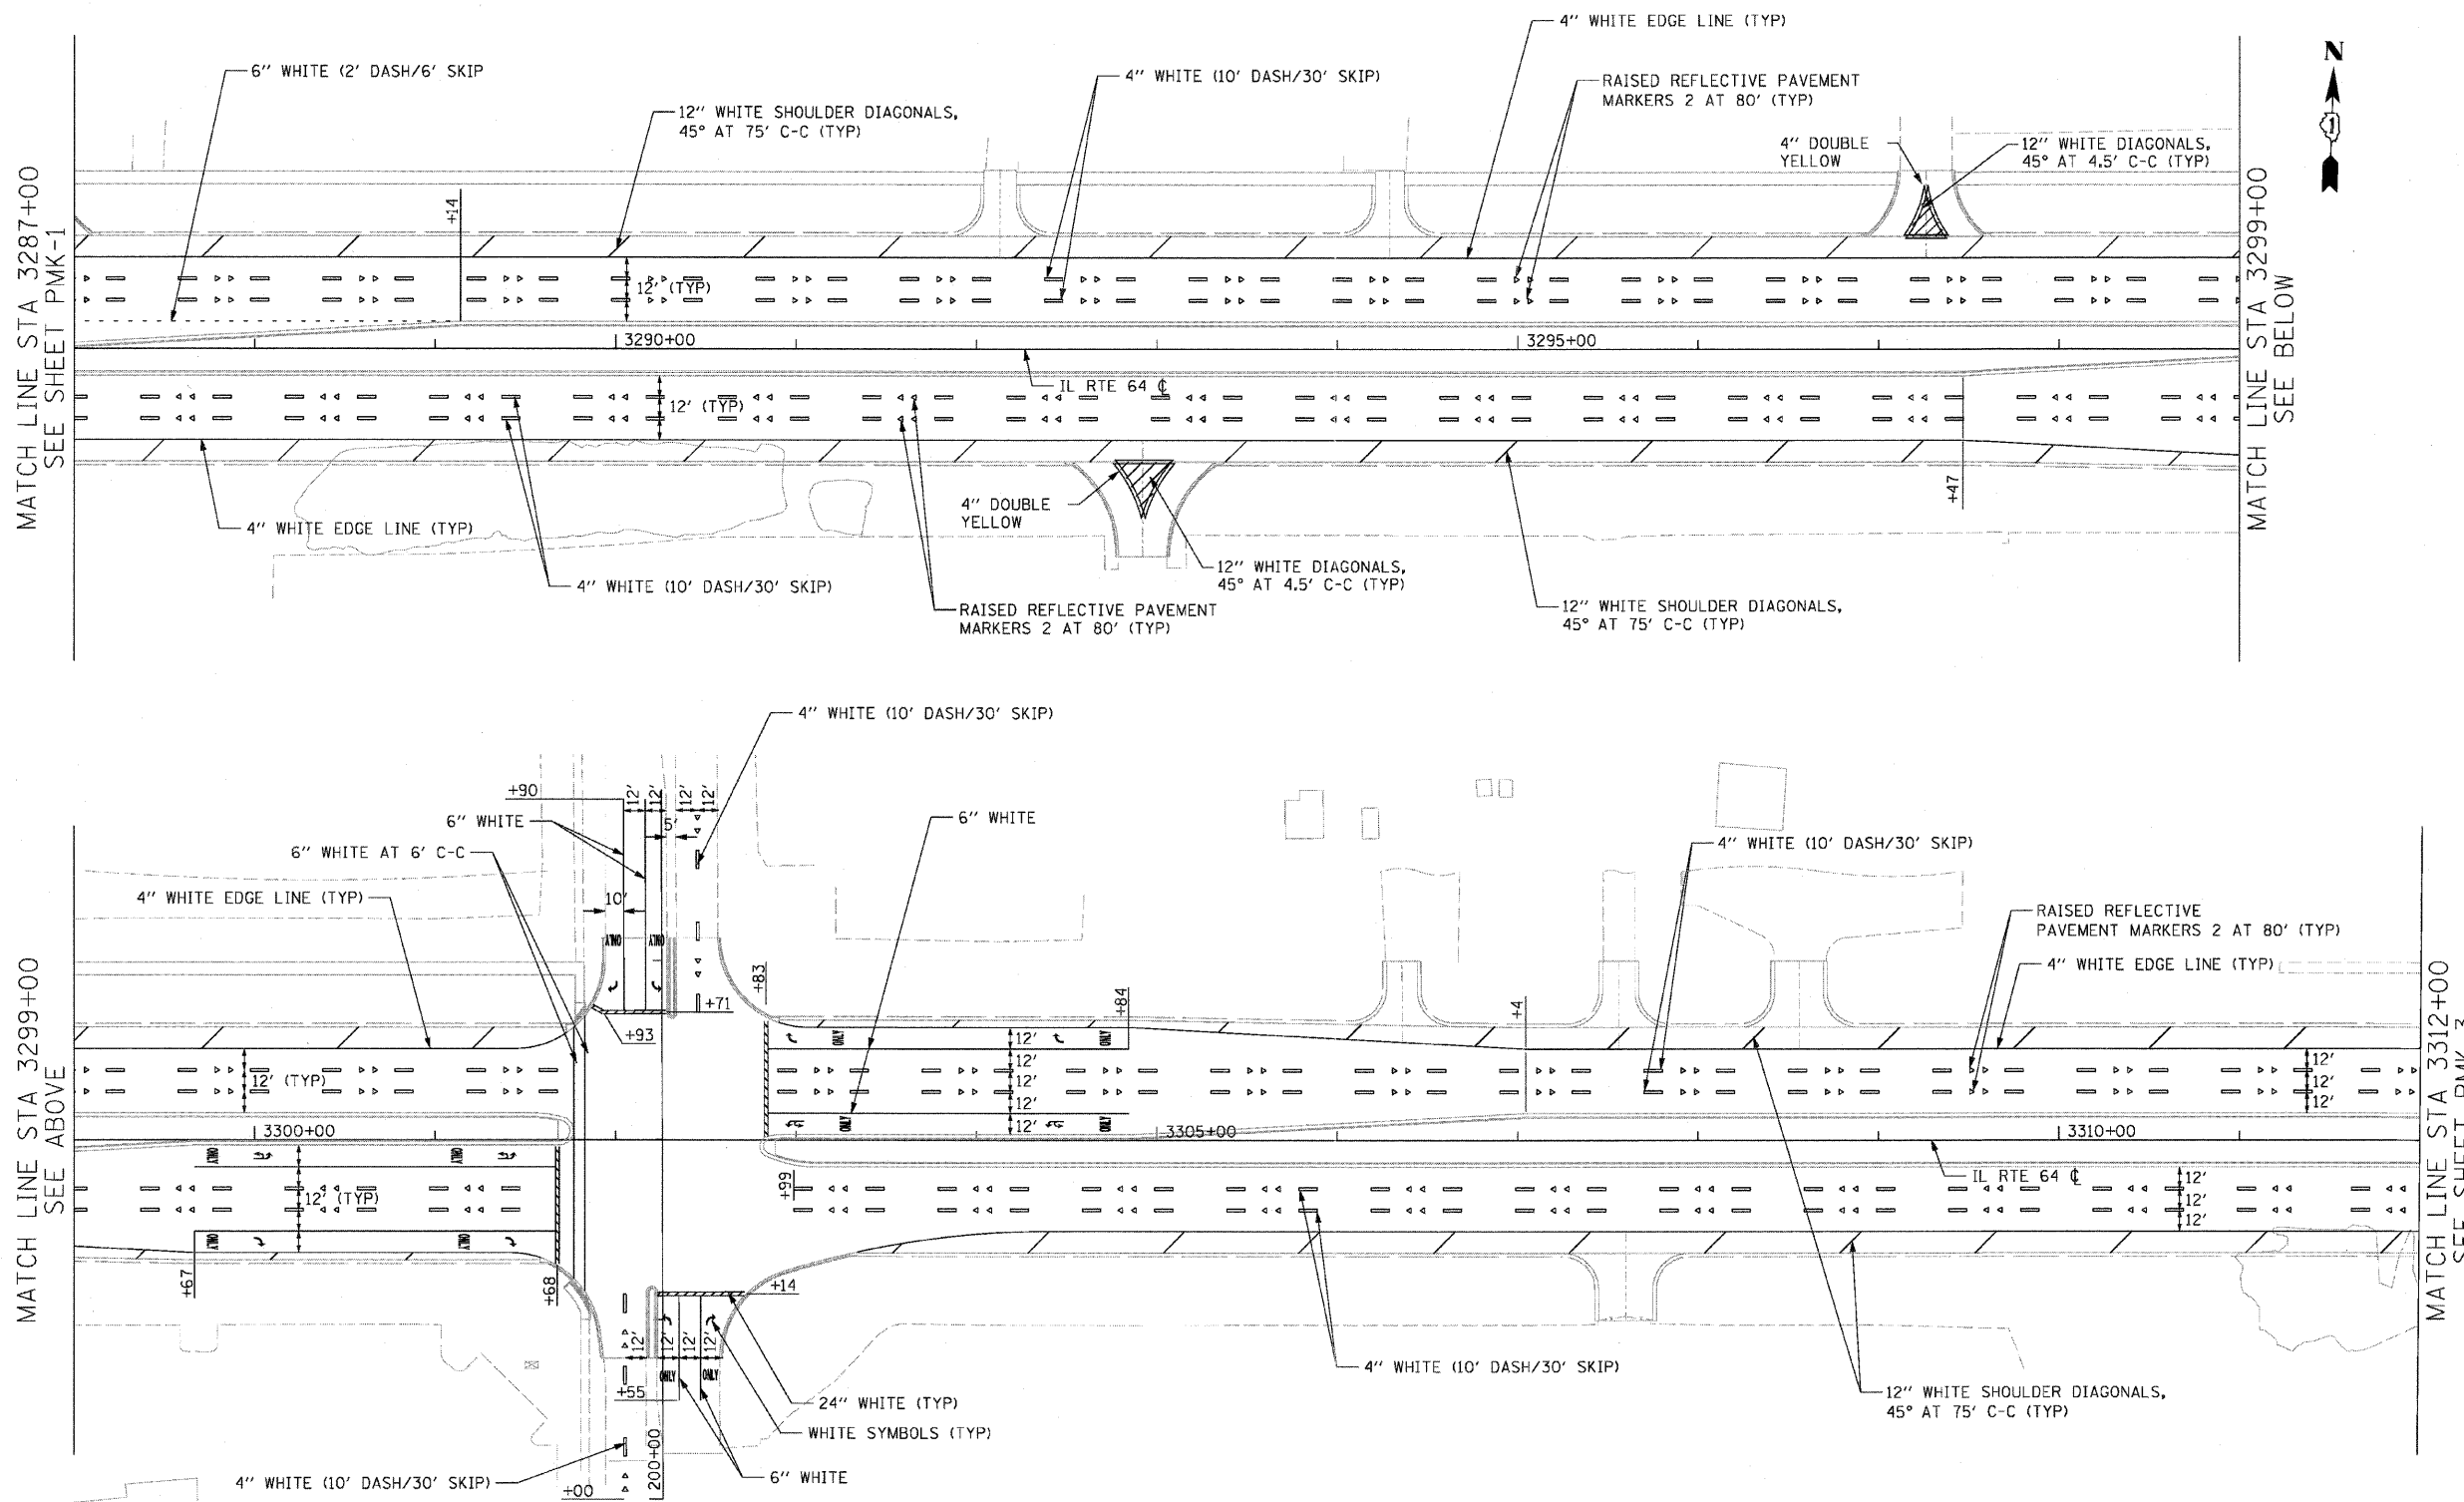 4" WHITE EDGE LINE (TYP)
6" WHITE (2' DASH/6' SKIP
4" WHITE (10' DASH/30' SKIP)
RAISED REFLECTIVE PAVEMENT
MARKERS 2 AT 80' (TYP)
N
12" WHITE SHOULDER DIAGONALS,
45° AT 75' C-C (TYP)
4" DOUBLE
YELLOW
12" WHITE DIAGONALS,
45° AT 4.5' C-C (TYP)
1
MATCH LINE STA 3287+00
SEE SHEET PMK-1
+14
12' (TYP)
3290+00
3295+00
IL RTE 64 ℄
12' (TYP)
MATCH LINE STA 3299+00
SEE BELOW
+47
4" WHITE EDGE LINE (TYP)
4" DOUBLE
YELLOW
12" WHITE DIAGONALS,
45° AT 4.5' C-C (TYP)
4" WHITE (10' DASH/30' SKIP)
RAISED REFLECTIVE PAVEMENT
MARKERS 2 AT 80' (TYP)
12" WHITE SHOULDER DIAGONALS,
45° AT 75' C-C (TYP)
4" WHITE (10' DASH/30' SKIP)
+90
12'
12'
12'
12'
6" WHITE
5'
6" WHITE
6" WHITE AT 6' C-C
4" WHITE (10' DASH/30' SKIP)
4" WHITE EDGE LINE (TYP)
10'
RAISED REFLECTIVE
PAVEMENT MARKERS 2 AT 80' (TYP)
ONLY
ONLY
4" WHITE EDGE LINE (TYP)
+83
+84
+71
+4
+93
MATCH LINE STA 3299+00
SEE ABOVE
12' (TYP)
ONLY
ONLY
12'
12'
12'
12'
12'
12'
12'
ONLY
ONLY
12'
3300+00
3305+00
3310+00
ONLY
ONLY
12' (TYP)
+99
IL RTE 64 ℄
12'
12'
12'
ONLY
ONLY
MATCH LINE STA 3312+00
SEE SHEET PMK-3
+67
+68
+14
12'
12'
12'
12'
ONLY
ONLY
+55
4" WHITE (10' DASH/30' SKIP)
12" WHITE SHOULDER DIAGONALS,
45° AT 75' C-C (TYP)
24" WHITE (TYP)
WHITE SYMBOLS (TYP)
4" WHITE (10' DASH/30' SKIP)
6" WHITE
+00
200+00